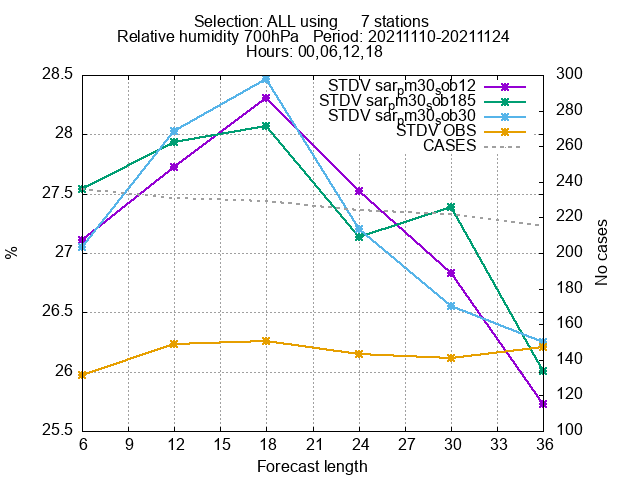 Selection: ALL using 7 stations
Relative humidity 700hPa Period: 20211110-20211124
Hours: 00,06,12,18
STDV sarpm30sob12
STDV sarpm30sob185
STDV sarpm30sob30
STDV OBS
CASES
28.5
28
27.5
27
26.5
26
25.5
%
300
280
260
240
220
200
180
160
140
120
100
No cases
6 9 12 15 18 21 24 27 30 33 36
Forecast length